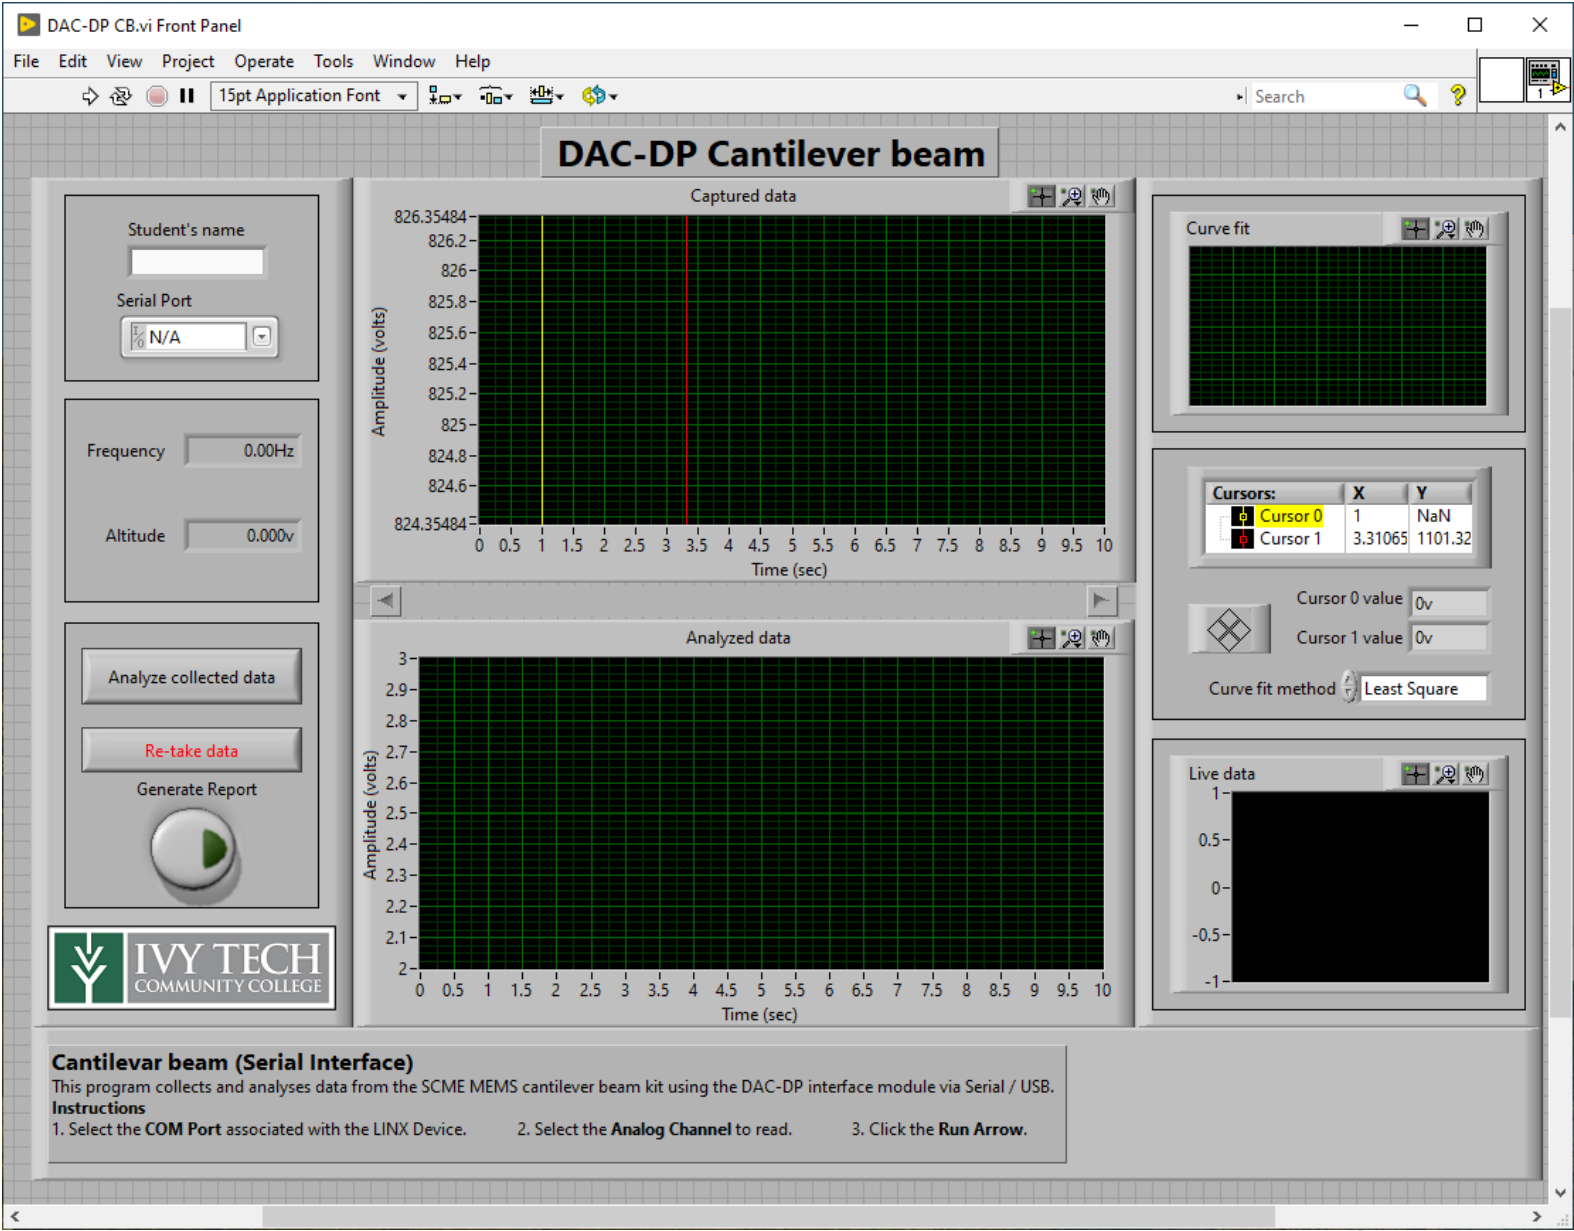 DAC-DP CB.vi Front Panel
File Edit View Project Operate Tools Window Help
15pt Application Font
Search
1
DAC-DP Cantilever beam
Student's name
Serial Port
N/A
Frequency 0.00Hz
Altitude 0.000v
Analyze collected data
Re-take data
Generate Report
IVY TECH
COMMUNITY COLLEGE
Captured data
Amplitude (volts)
826.35484
826.2
826
825.8
825.6
825.4
825.2
825
824.8
824.6
824.35484
0 0.5 1 1.5 2 2.5 3 3.5 4 4.5 5 5.5 6 6.5 7 7.5 8 8.5 9 9.5 10
Time (sec)
Analyzed data
Amplitude (volts)
3
2.9
2.8
2.7
2.6
2.5
2.4
2.3
2.2
2.1
2
0 0.5 1 1.5 2 2.5 3 3.5 4 4.5 5 5.5 6 6.5 7 7.5 8 8.5 9 9.5 10
Time (sec)
Curve fit
Cursors: X Y
Cursor 0 1 NaN
Cursor 1 3.31065 1101.32
Cursor 0 value 0v
Cursor 1 value 0v
Curve fit method Least Square
Live data
1
0.5
0
-0.5
-1
Cantilevar beam (Serial Interface)
This program collects and analyses data from the SCME MEMS cantilever beam kit using the DAC-DP interface module via Serial / USB.
Instructions
1. Select the COM Port associated with the LINX Device. 2. Select the Analog Channel to read. 3. Click the Run Arrow.